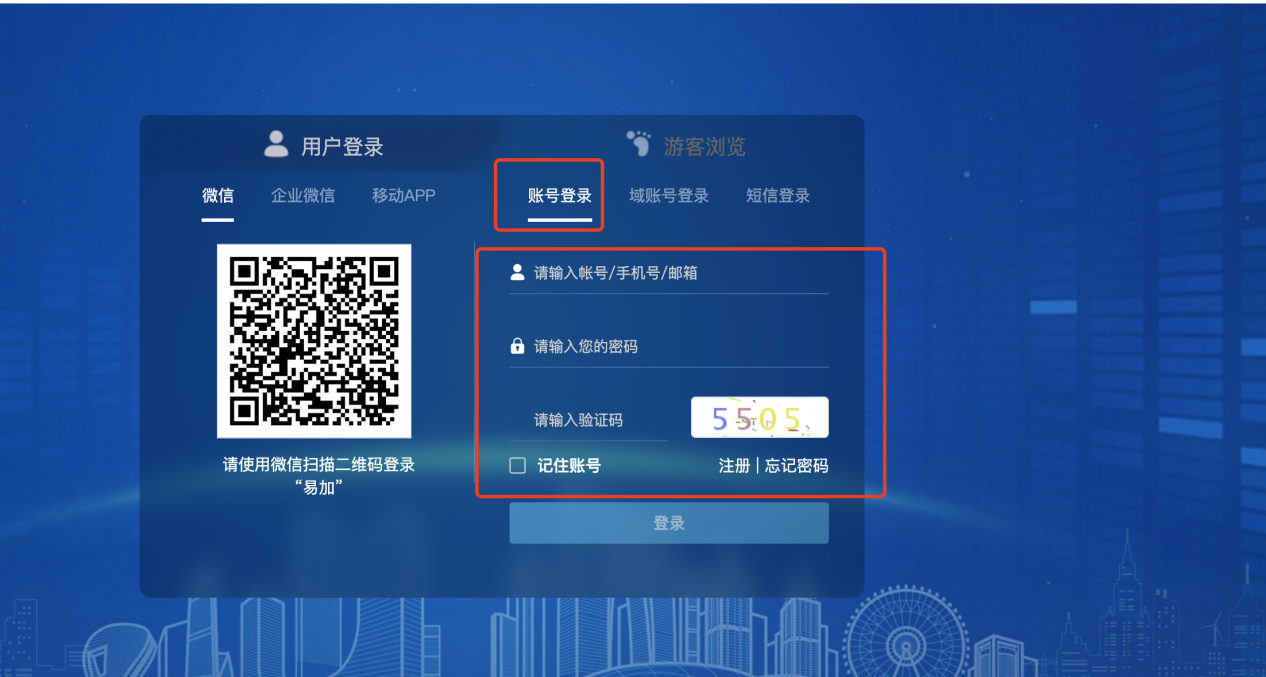 用户登录
游客浏览
微信 企业微信 移动APP
账号登录 域账号登录 短信登录
请使用微信扫描二维码登录
“易加”
请输入帐号/手机号/邮箱
请输入您的密码
请输入验证码 5505
记住账号 注册 | 忘记密码
登录